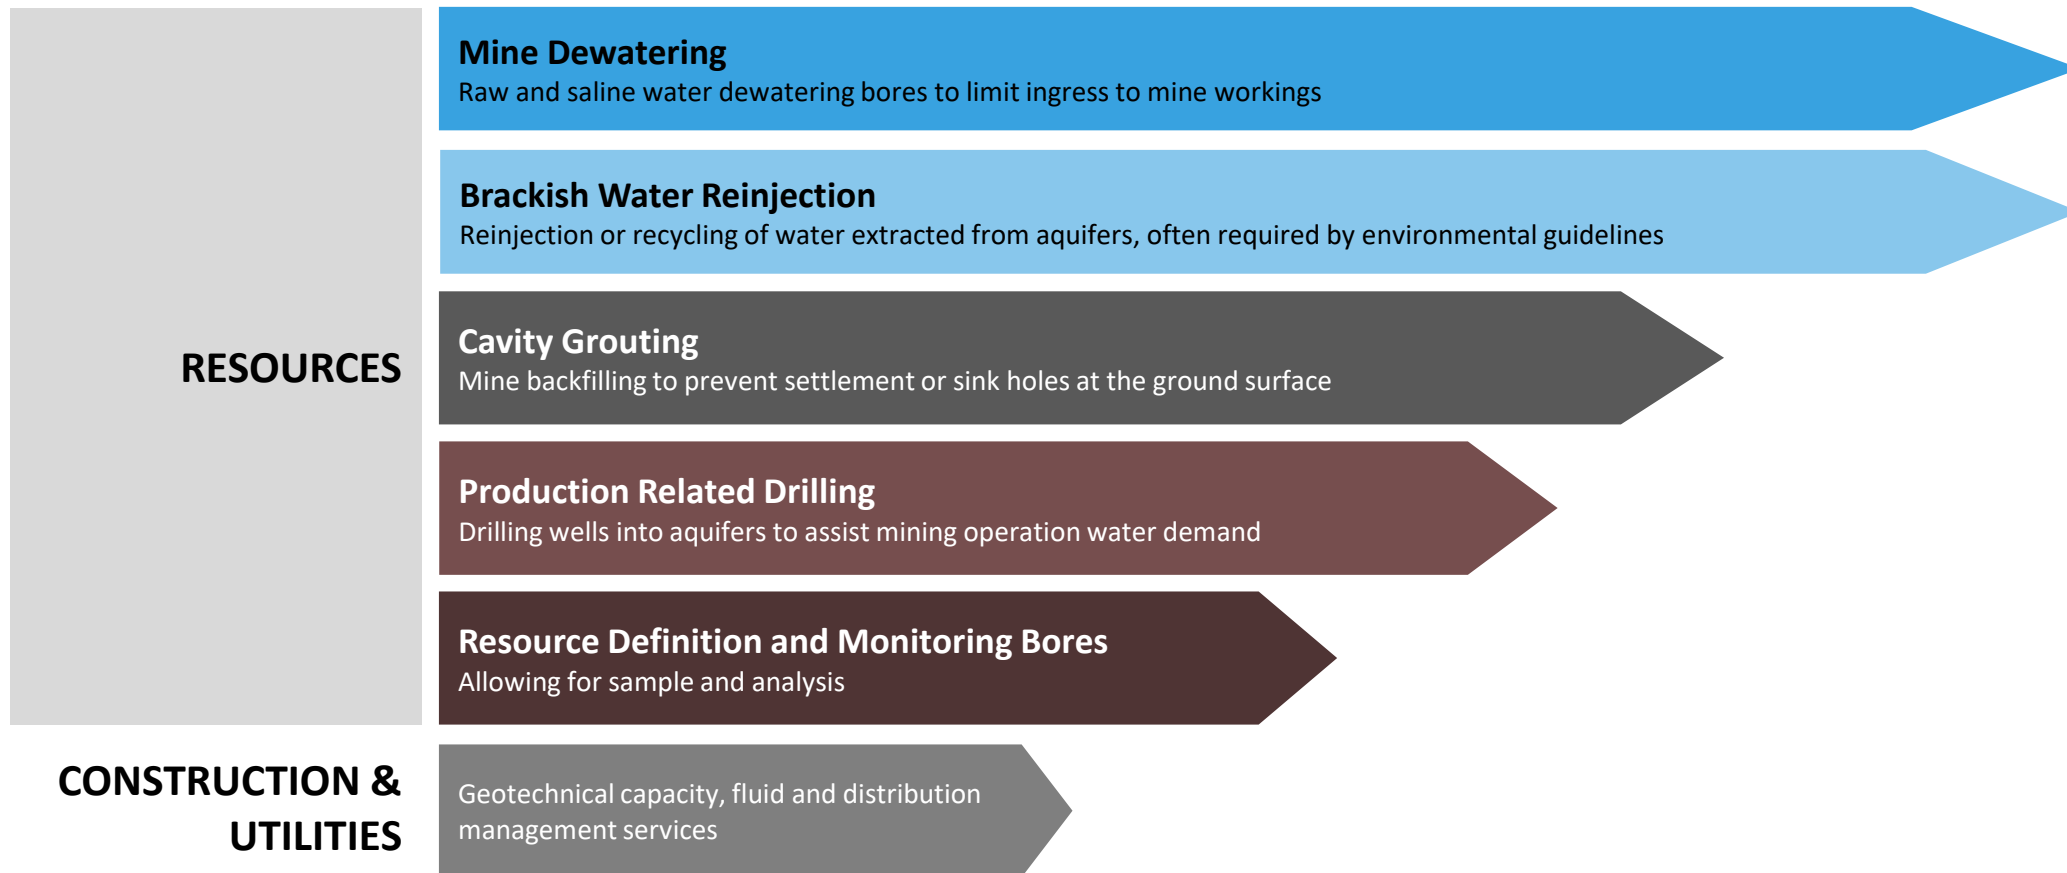 Mine Dewatering
Raw and saline water dewatering bores to limit ingress to mine workings
Brackish Water Reinjection
Reinjection or recycling of water extracted from aquifers, often required by environmental guidelines
RESOURCES
Cavity Grouting
Mine backfilling to prevent settlement or sink holes at the ground surface
Production Related Drilling
Drilling wells into aquifers to assist mining operation water demand
Resource Definition and Monitoring Bores
Allowing for sample and analysis
CONSTRUCTION &
UTILITIES
Geotechnical capacity, fluid and distribution
management services